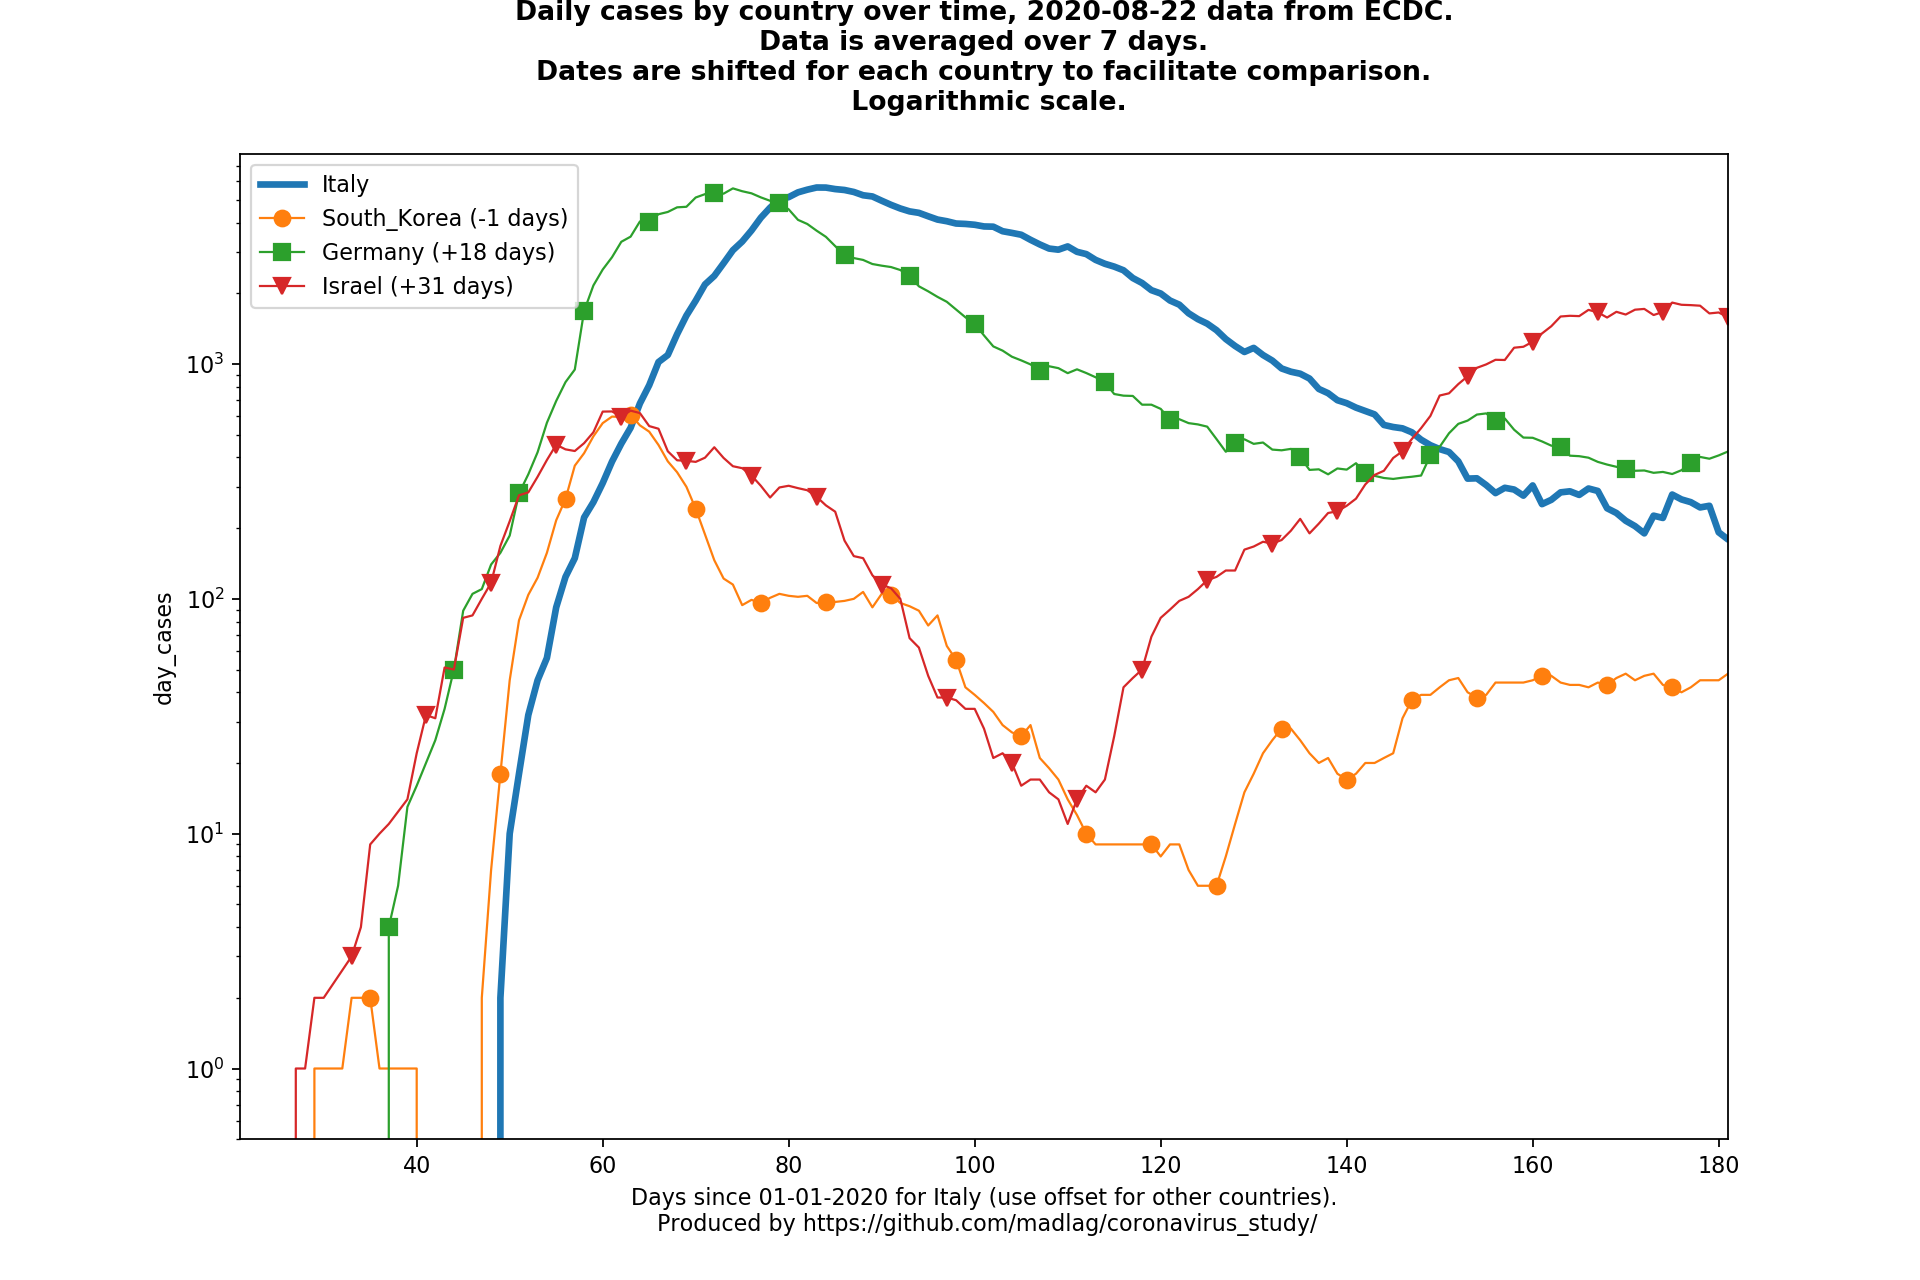 Daily cases by country over time, 2020-08-22 data from ECDC.
Data is averaged over 7 days.
Dates are shifted for each country to facilitate comparison.
Logarithmic scale.
Italy
South_Korea (-1 days)
Germany (+18 days)
Israel (+31 days)
10³
10²
10¹
10⁰
day_cases
40 60 80 100 120 140 160 180
Days since 01-01-2020 for Italy (use offset for other countries).
Produced by https://github.com/madlag/coronavirus_study/